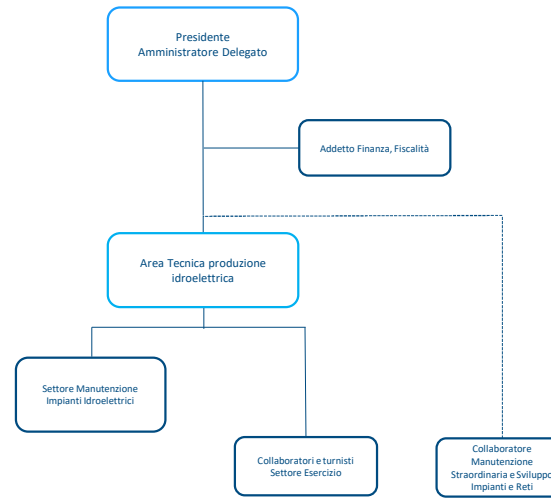 Presidente
Amministratore Delegato
Addetto Finanza, Fiscalità
Area Tecnica produzione
idroelettrica
Settore Manutenzione
Impianti Idroelettrici
Collaboratori e turnisti
Settore Esercizio
Collaboratore
Manutenzione
Straordinaria e Sviluppo
Impianti e Reti